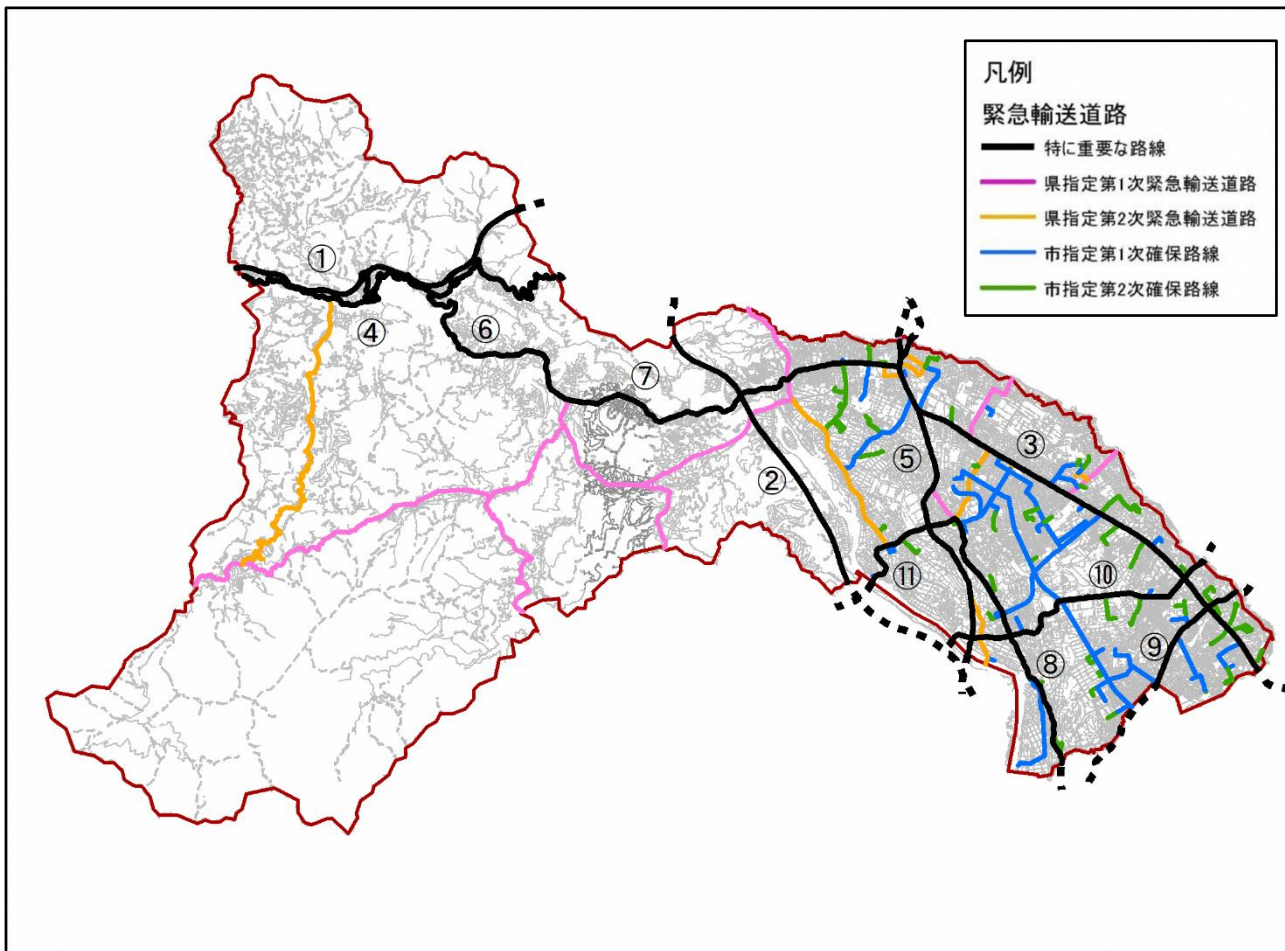 凡例
緊急輸送道路
特に重要な路線
県指定第1次緊急輸送道路
県指定第2次緊急輸送道路
市指定第1次確保路線
市指定第2次確保路線
①
④
⑥
⑦
②
⑤
③
⑪
⑩
⑧
⑨